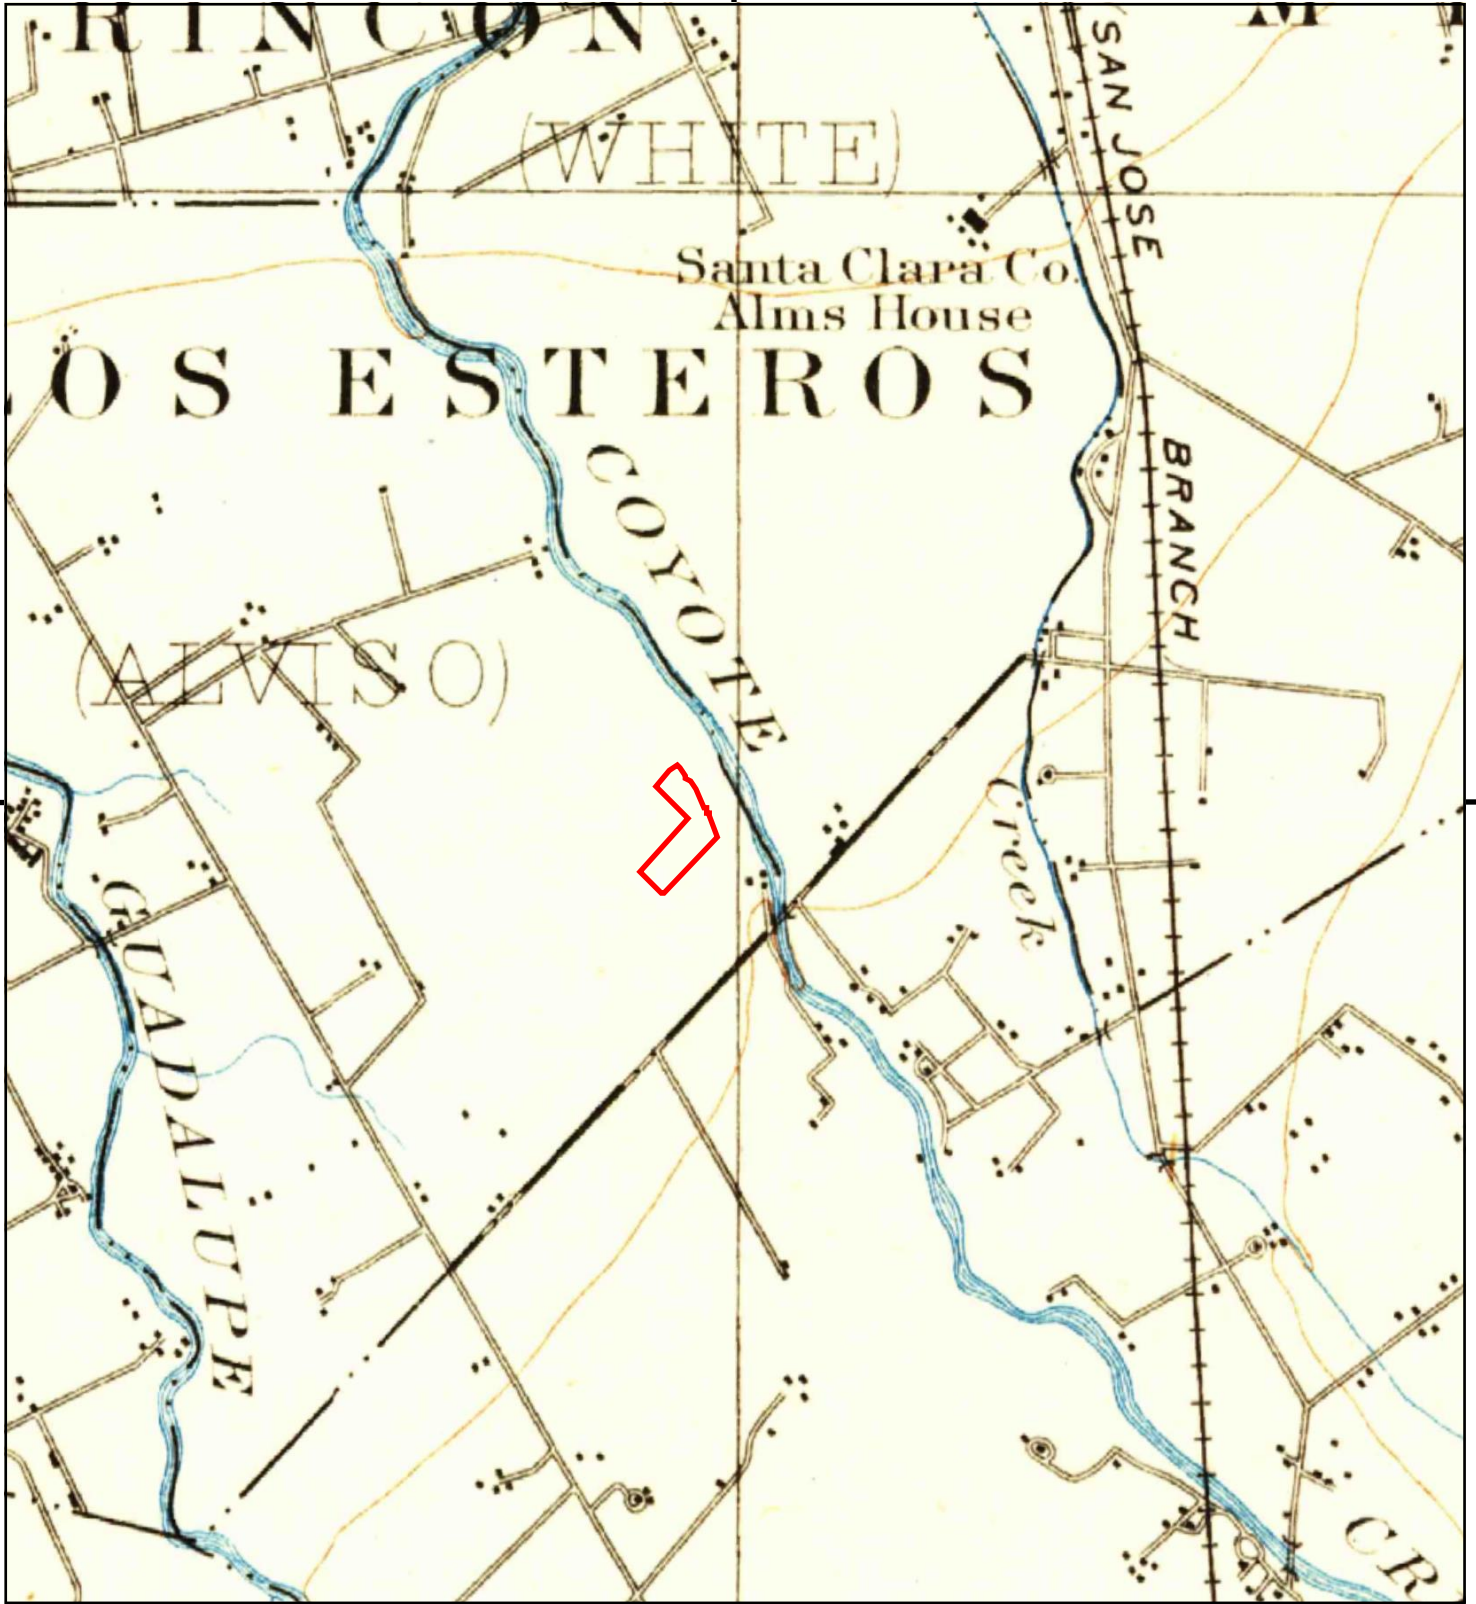 RINCON
M
SAN JOSE
(WHITE)
Santa Clara Co.
Alms House
OS ESTEROS
COYOTE
BRANCH
(ALVISO)
Creek
GUADALUPE
CR